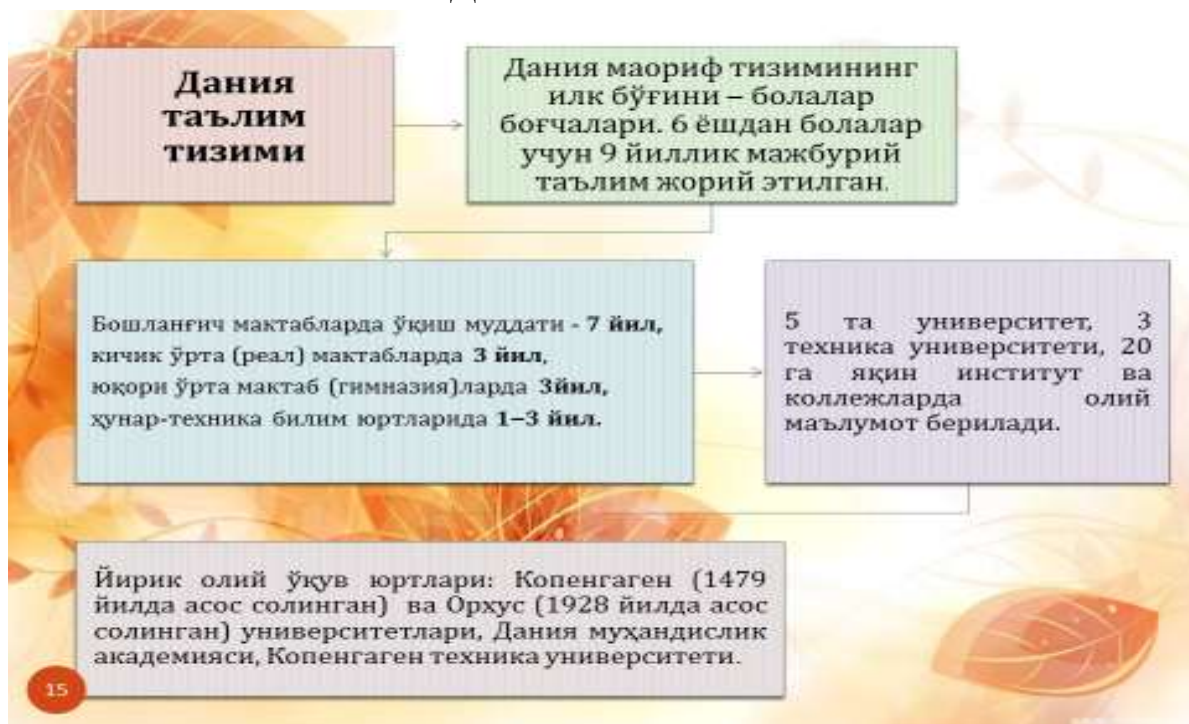 Дания
таълим
тизими
Дания маориф тизимининг
илк бўғини – болалар
боғчалари. 6 ёшдан болалар
учун 9 йиллик мажбурий
таълим жорий этилган.
Бошланғич мактабларда ўқиш муддати - 7 йил,
кичик ўрта (реал) мактабларда 3 йил,
юқори ўрта мактаб (гимназия)ларда 3йил,
ҳунар-техника билим юртларида 1–3 йил.
5 та университет, 3
техника университети, 20
га яқин институт ва
коллежларда олий
маълумот берилади.
Йирик олий ўқув юртлари: Копенгаген (1479
йилда асос солинган) ва Орхус (1928 йилда асос
солинган) университетлари, Дания муҳандислик
академияси, Копенгаген техника университети.
15